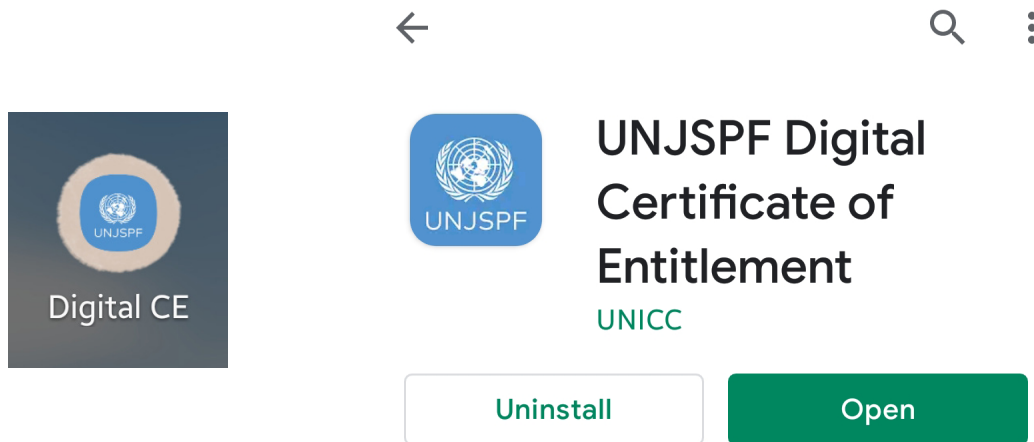 UNJSPF
Digital CE
UNJSPF
UNJSPF Digital
Certificate of
Entitlement
UNICC
Uninstall
Open